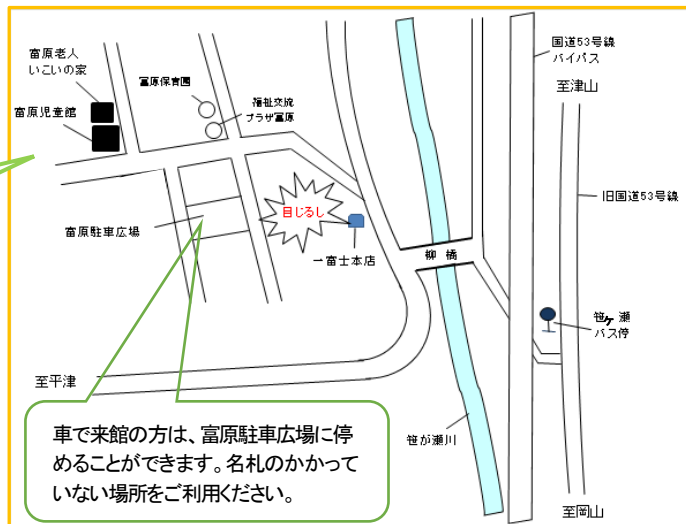 富原老人
いこいの家
富原児童館
富原保育園
福祉交流
プラザ富原
国道53号線
バイパス
至津山
旧国道53号線
目じるし
富原駐車広場
一富士本店
柳橋
笹ヶ瀬
バス停
至平津
笹が瀬川
至岡山
車で来館の方は、富原駐車広場に停
めることができます。名札のかかって
いない場所をご利用ください。